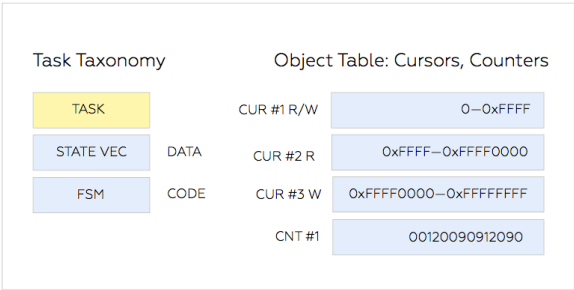 Task Taxonomy
Object Table: Cursors, Counters
TASK
CUR #1 R/W
0—0xFFFF
STATE VEC
DATA
CUR #2 R
0xFFFF—0xFFFF0000
FSM
CODE
CUR #3 W
0xFFFF0000—0xFFFFFFFF
CNT #1
00120090912090